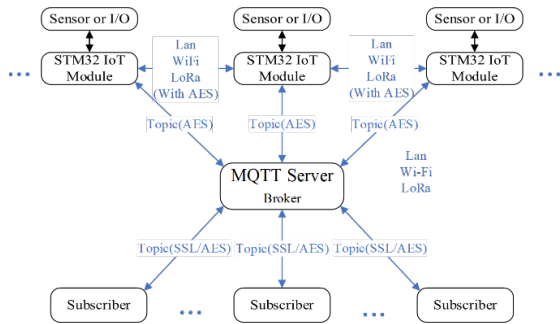 Sensor or I/O
Sensor or I/O
Sensor or I/O
STM32 IoT
Module
Lan
WiFi
LoRa
(With AES)
STM32 IoT
Module
Lan
WiFi
LoRa
(With AES)
STM32 IoT
Module
...
...
Topic(AES)
Topic(AES)
Topic(AES)
MQTT Server
Broker
Lan
Wi-Fi
LoRa
Topic(SSL/AES)
Topic(SSL/AES)
Topic(SSL/AES)
Subscriber
...
Subscriber
...
Subscriber